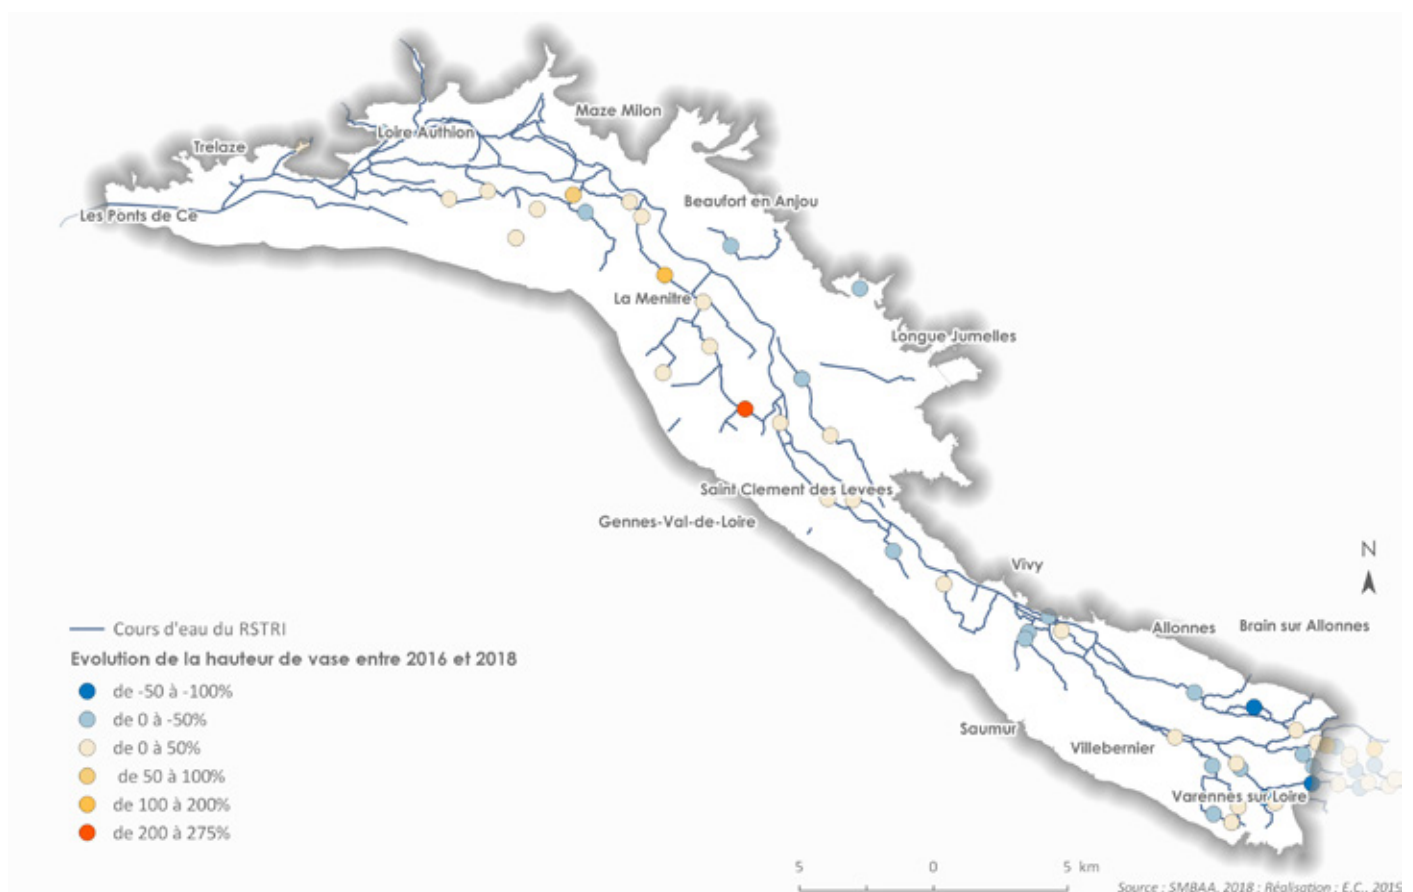 Maze Milon
Loire Authion
Trelaze
Beaufort en Anjou
Les Ponts de Cé
La Menitre
Longue Jumelles
Saint Clement des Levees
Gennes-Val-de-Loire
N
Vivy
Allonnes
Brain sur Allonnes
Saumur
Villebernier
Varennes sur Loire
Cours d'eau du RSTRI
Evolution de la hauteur de vase entre 2016 et 2018
de -50 à -100%
de 0 à -50%
de 0 à 50%
de 50 à 100%
de 100 à 200%
de 200 à 275%
5 0 5 km
Source : SMBAA, 2018 ; Réalisation : E.C., 2019